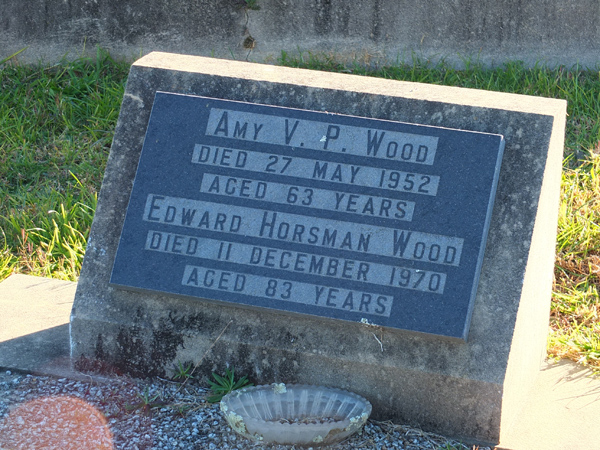 Amy V. P. Wood
DIED 27 MAY 1952
AGED 63 YEARS
Edward Horsman Wood
DIED 11 DECEMBER 1970
AGED 83 YEARS